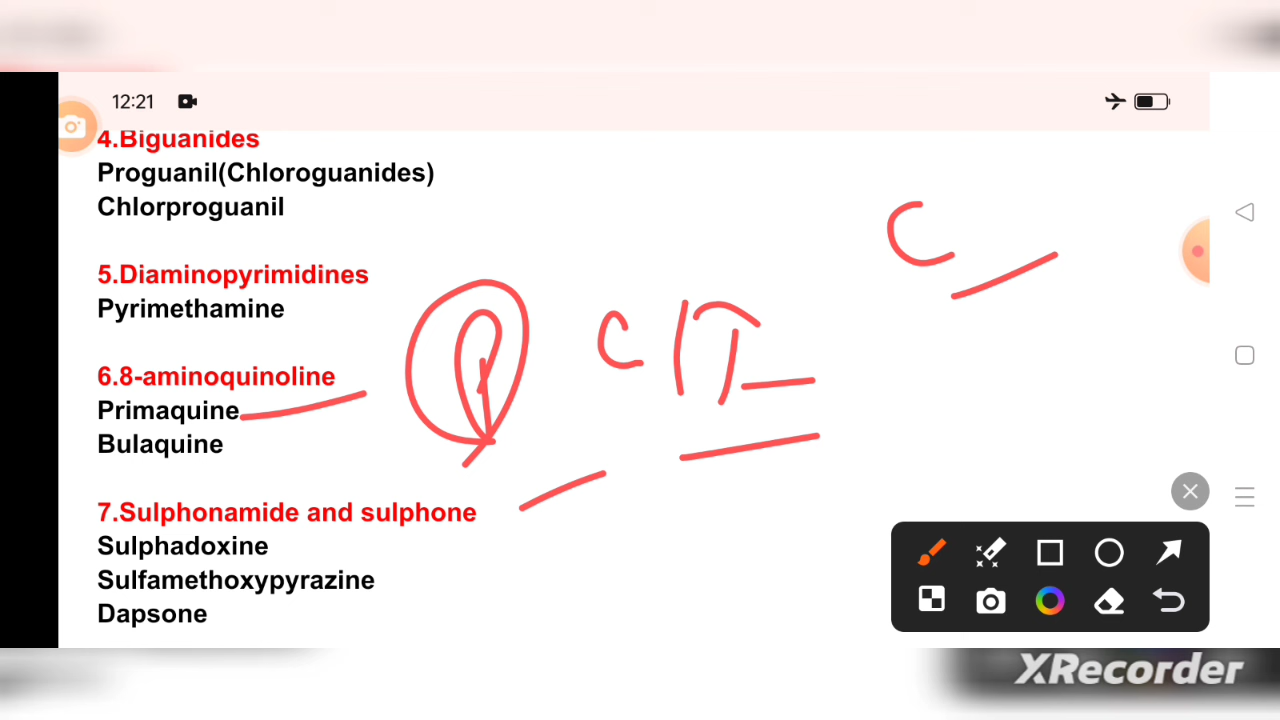 12:21
4.Biguanides
Proguanil(Chloroguanides)
Chlorproguanil
C
5.Diaminopyrimidines
Pyrimethamine
6.8-aminoquinoline
Primaquine
Bulaquine
7.Sulphonamide and sulphone
Sulphadoxine
Sulfamethoxypyrazine
Dapsone
XRecorder